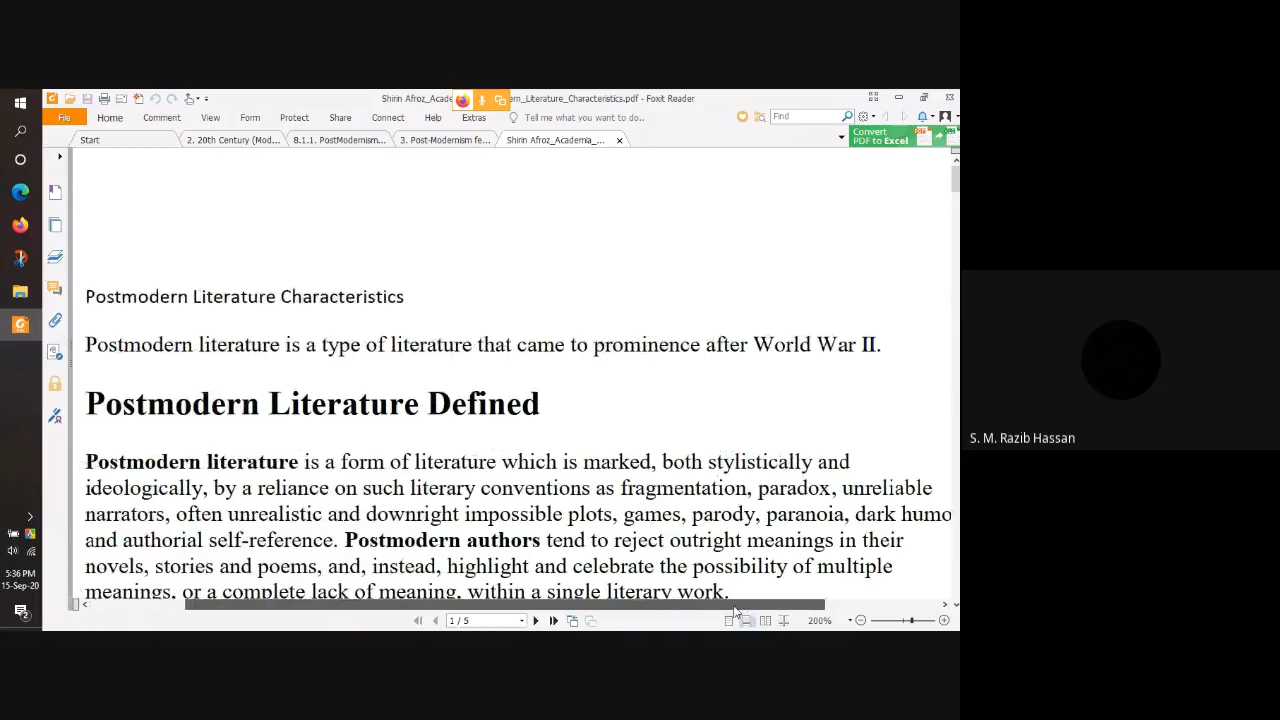 Shirin Afroz_Acade rn_Literature_Characteristics.pdf - Foxit Reader
File Home Comment View Form Protect Share Connect Help Extras Tell me what you want to do.. Find
Start 2. 20th Century (Mod... 8.1.1. PostModernism... 3. Post-Modernism fe... Shirin Afroz_Academia_... Convert
PDF to Excel
Postmodern Literature Characteristics
Postmodern literature is a type of literature that came to prominence after World War II.
Postmodern Literature Defined
Postmodern literature is a form of literature which is marked, both stylistically and
ideologically, by a reliance on such literary conventions as fragmentation, paradox, unreliable
narrators, often unrealistic and downright impossible plots, games, parody, paranoia, dark humo
and authorial self-reference. Postmodern authors tend to reject outright meanings in their
novels, stories and poems, and, instead, highlight and celebrate the possibility of multiple
meanings, or a complete lack of meaning, within a single literary work.
S. M. Razib Hassan
5:36 PM
15-Sep-20
2
1 / 5
200%